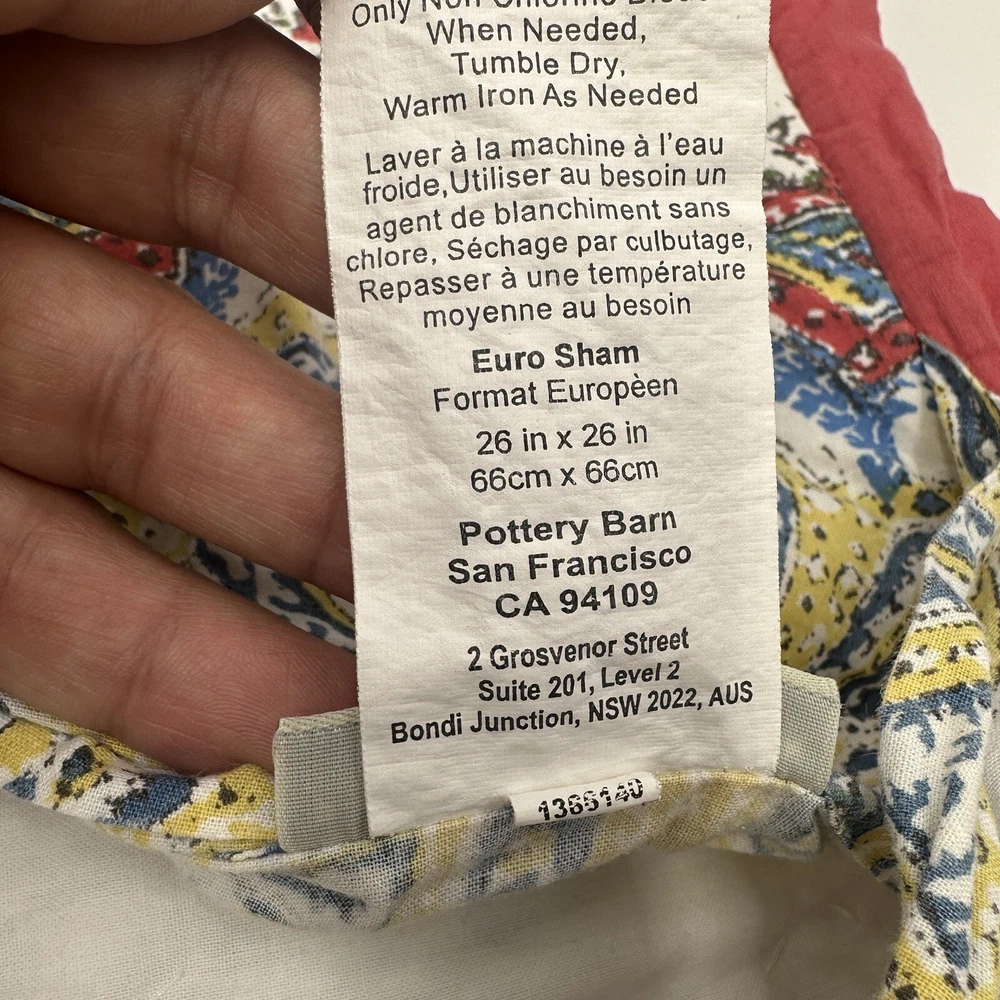 Only Non-Chlorine
When Needed,
Tumble Dry,
Warm Iron As Needed
Laver à la machine à l'eau
froide,Utiliser au besoin un
agent de blanchiment sans
chlore, Séchage par culbutage,
Repasser à une température
moyenne au besoin
Euro Sham
Format Europèen
26 in x 26 in
66cm x 66cm
Pottery Barn
San Francisco
CA 94109
2 Grosvenor Street
Suite 201, Level 2
Bondi Junction, NSW 2022, AUS